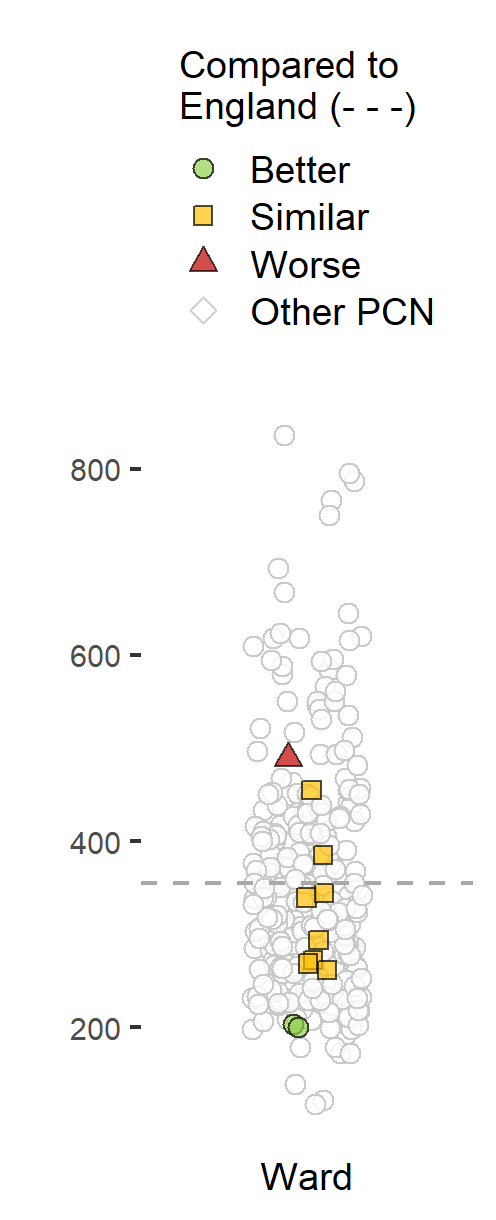 Compared to
England (- - -)
Better
Similar
Worse
Other PCN
800
600
400
200
Ward